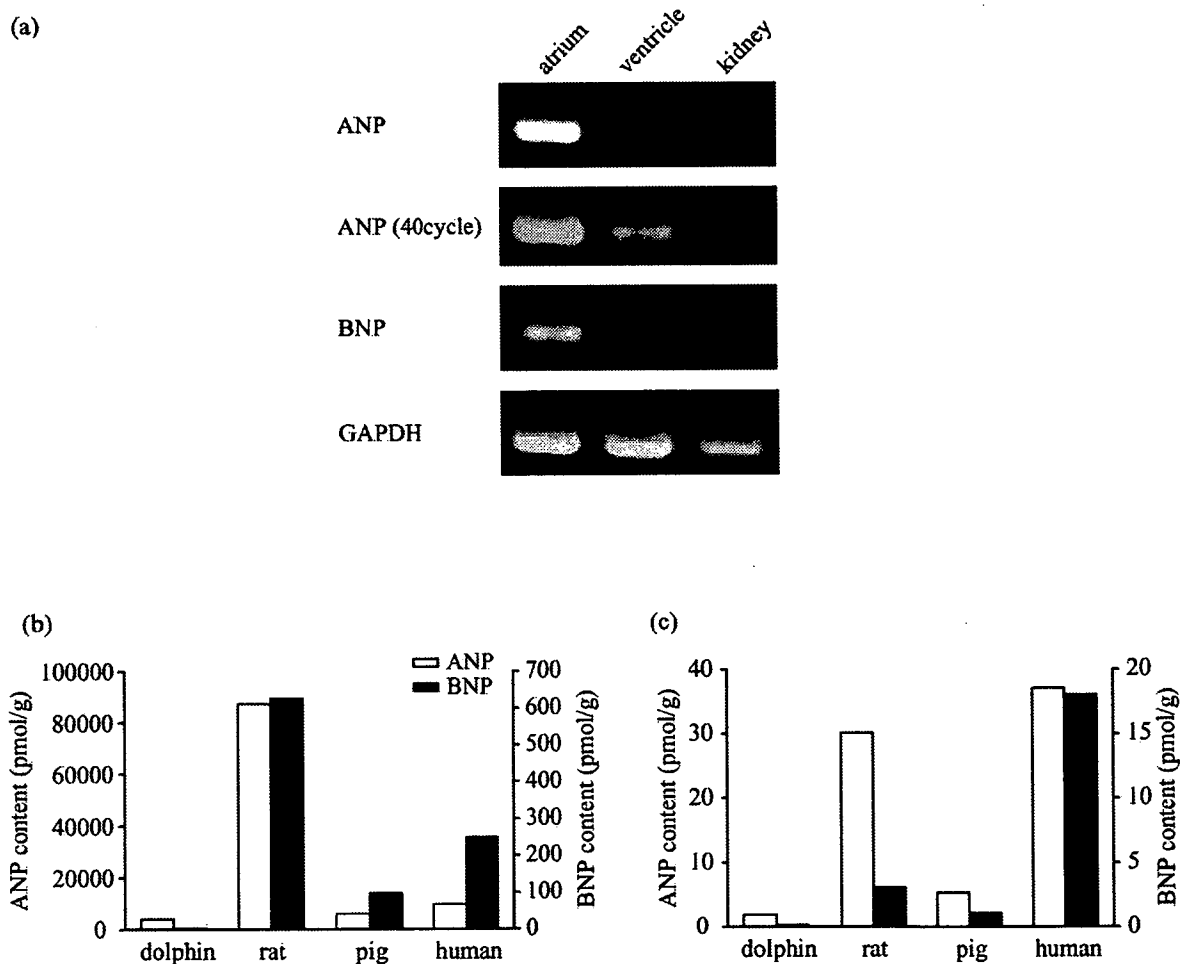 (a)
atrium ventricle kidney
ANP
ANP (40cycle)
BNP
GAPDH
(b)
ANP content (pmol/g)
100000
80000
60000
40000
20000
0
ANP
BNP
700
600
500
400
300
200
100
0
BNP content (pmol/g)
dolphin rat pig human
(c)
ANP content (pmol/g)
40
30
20
10
0
20
15
10
5
0
BNP content (pmol/g)
dolphin rat pig human